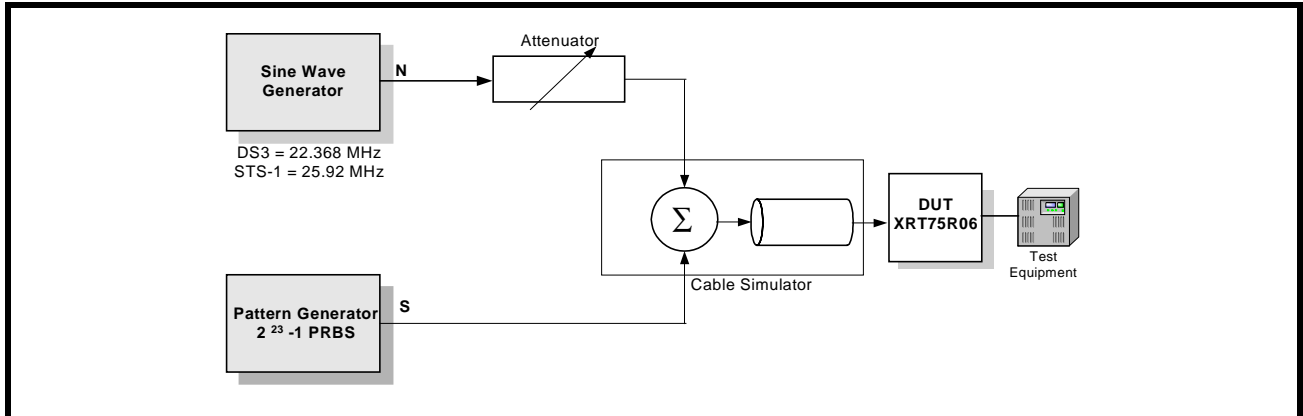 Attenuator
Sine Wave
Generator
N
DS3 = 22.368 MHz
STS-1 = 25.92 MHz
Σ
DUT
XRT75R06
Test
Equipment
Cable Simulator
Pattern Generator
2 23 -1 PRBS
S